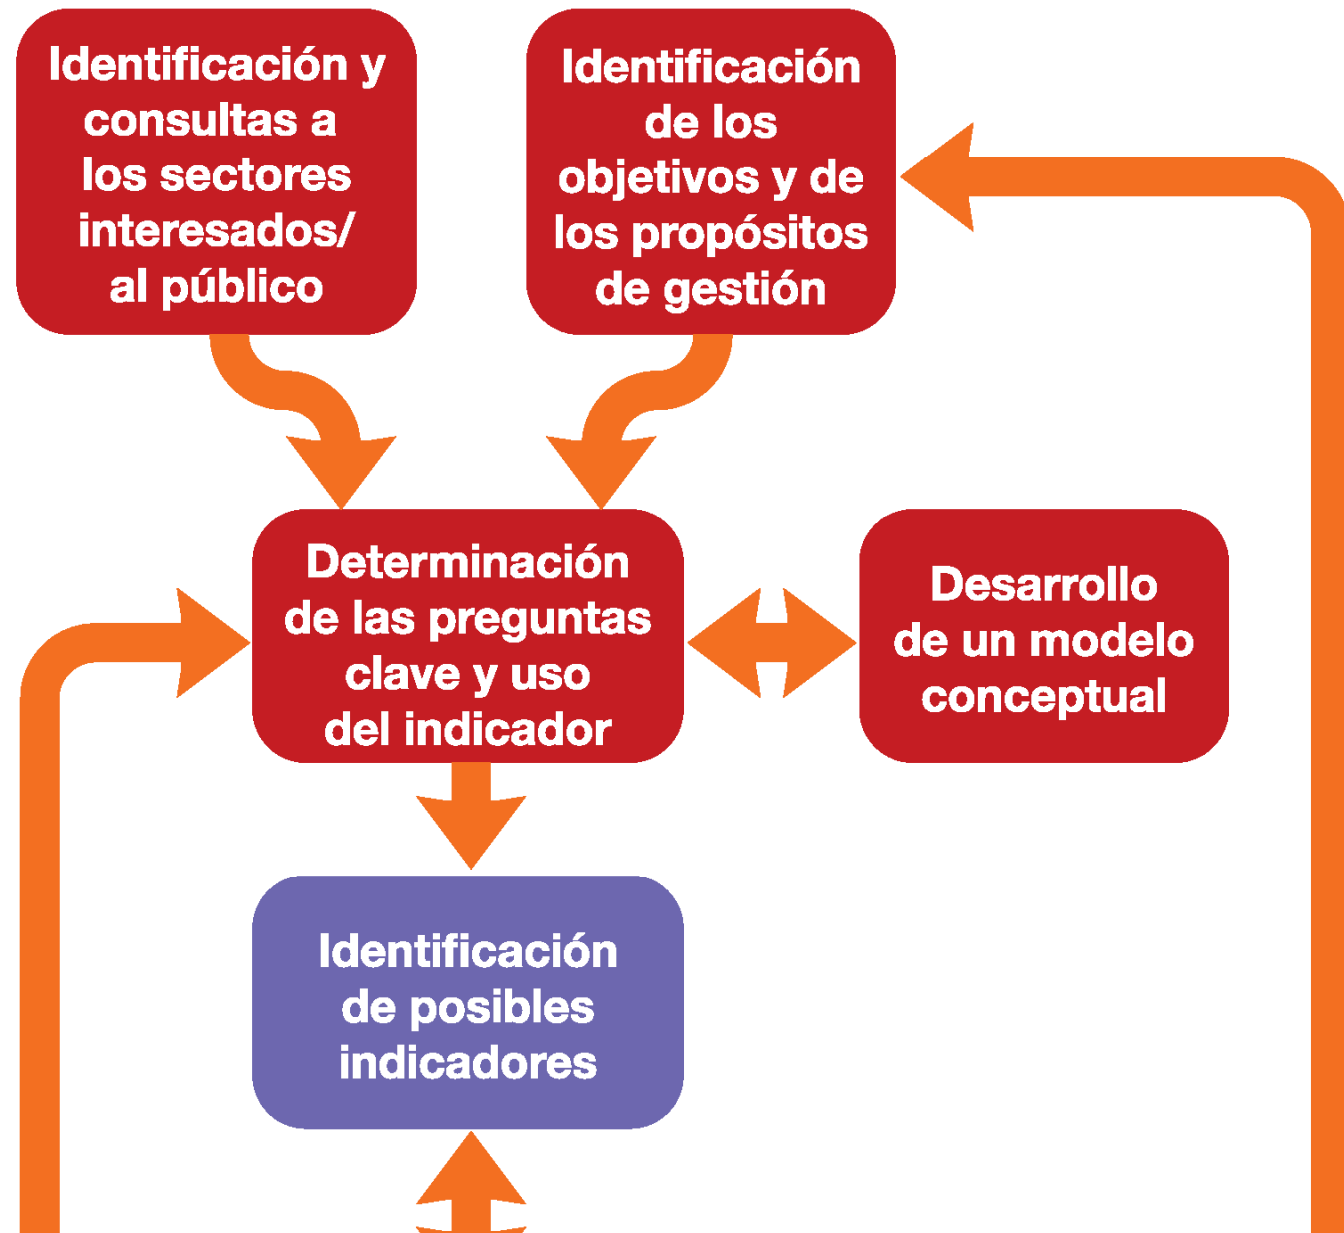 Identificación y
consultas a
los sectores
interesados/
al público
Identificación
de los
objetivos y de
los propósitos
de gestión
Determinación
de las preguntas
clave y uso
del indicador
Desarrollo
de un modelo
conceptual
Identificación
de posibles
indicadores